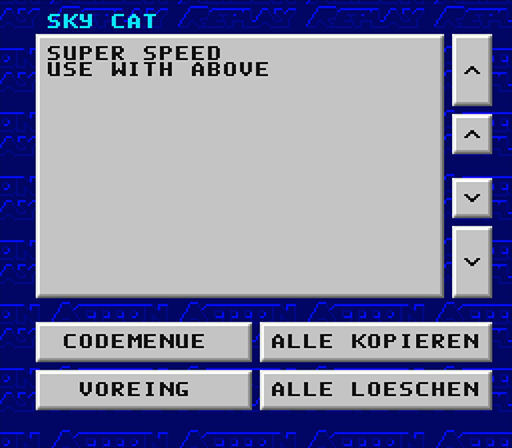 SKY CAT
SUPER SPEED
USE WITH ABOVE
CODEMENUE
ALLE KOPIEREN
VOREING
ALLE LOESCHEN